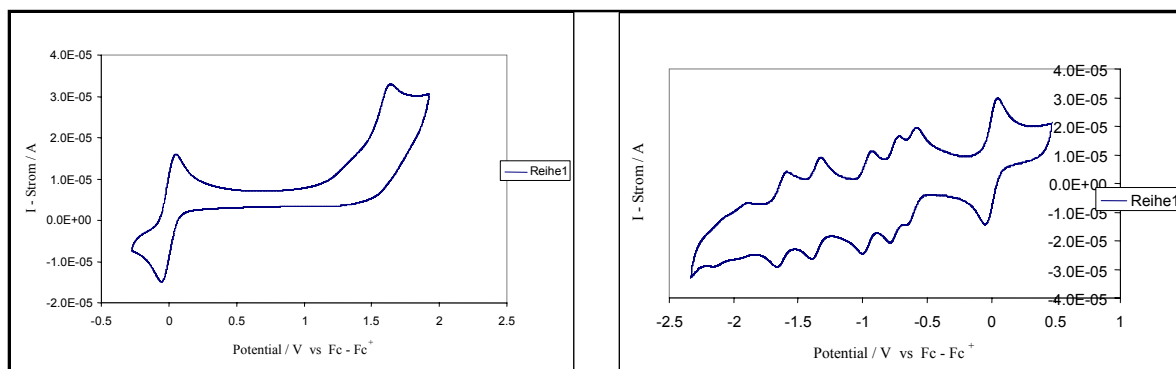 4.0E-05
3.0E-05
2.0E-05
1.0E-05
0.0E+00
-1.0E-05
-2.0E-05
I - Strom / A
-0.5 0 0.5 1 1.5 2 2.5
Potential / V vs Fc - Fc+
Reihe1
4.0E-05
3.0E-05
2.0E-05
1.0E-05
0.0E+00
-1.0E-05
-2.0E-05
-3.0E-05
-4.0E-05
I - Strom / A
-2.5 -2 -1.5 -1 -0.5 0 0.5 1
Potential / V vs Fc - Fc+
Reihe1